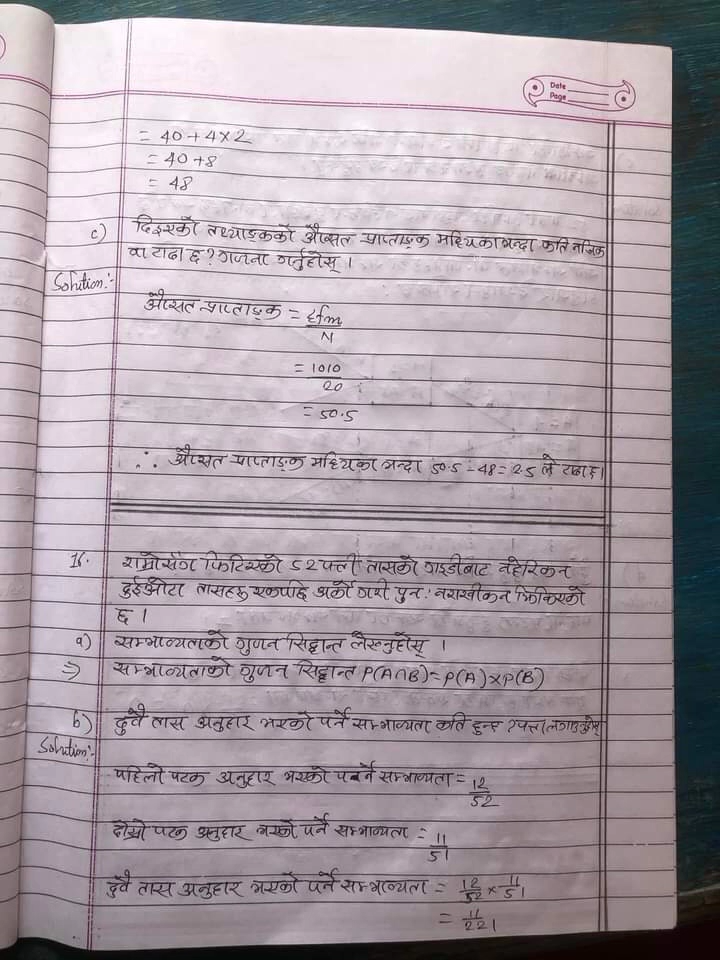 Date
Page
= 40 + 4 × 2
= 40 + 8
= 48
c) दिइएको तथ्याङ्कको औसत प्राप्ताङ्क मध्यिका भन्दा कति नजिक
वा टाढा छ? गणना गर्नुहोस् ।
Solution:-
औसत प्राप्ताङ्क = Σfm
N
= 1010
20
= 50.5
∴ औसत प्राप्ताङ्क मध्यिका भन्दा 50.5 - 48 = 2.5 ले टाढा छ।
16. राम्रोसँग फिटिएको 52 पत्ती तासको गड्डीबाट नहेरिकन
दुईओटा तासहरू एकपछि अर्को गरी पुन: नराखीकन झिकिएको
छ ।
a) सम्भाव्यताको गुणन सिद्धान्त लेख्नुहोस् ।
⇒ सम्भाव्यताको गुणन सिद्धान्त P(A∩B) = P(A) × P(B)
b) दुवै तास अनुहार भएको पर्ने सम्भाव्यता कति हुन्छ ? पत्ता लगाउनुहोस्
Solution:-
पहिलो पटक अनुहार भएको पर्ने सम्भाव्यता = 12
52
दोस्रो पटक अनुहार भएको पर्ने सम्भाव्यता = 11
51
दुवै तास अनुहार भएको पर्ने सम्भाव्यता = 12/52 × 11/51
= 11/221